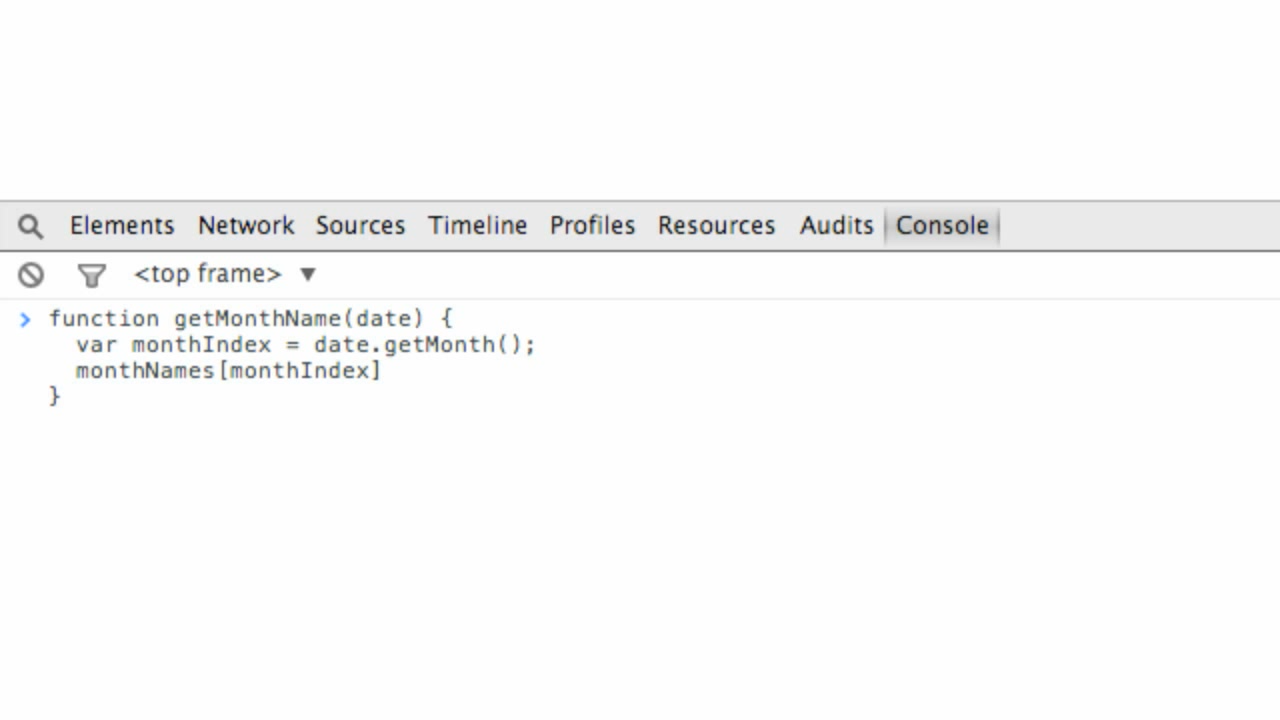 Elements Network Sources Timeline Profiles Resources Audits Console
<top frame> ▼
function getMonthName(date) {
  var monthIndex = date.getMonth();
  monthNames[monthIndex]
}